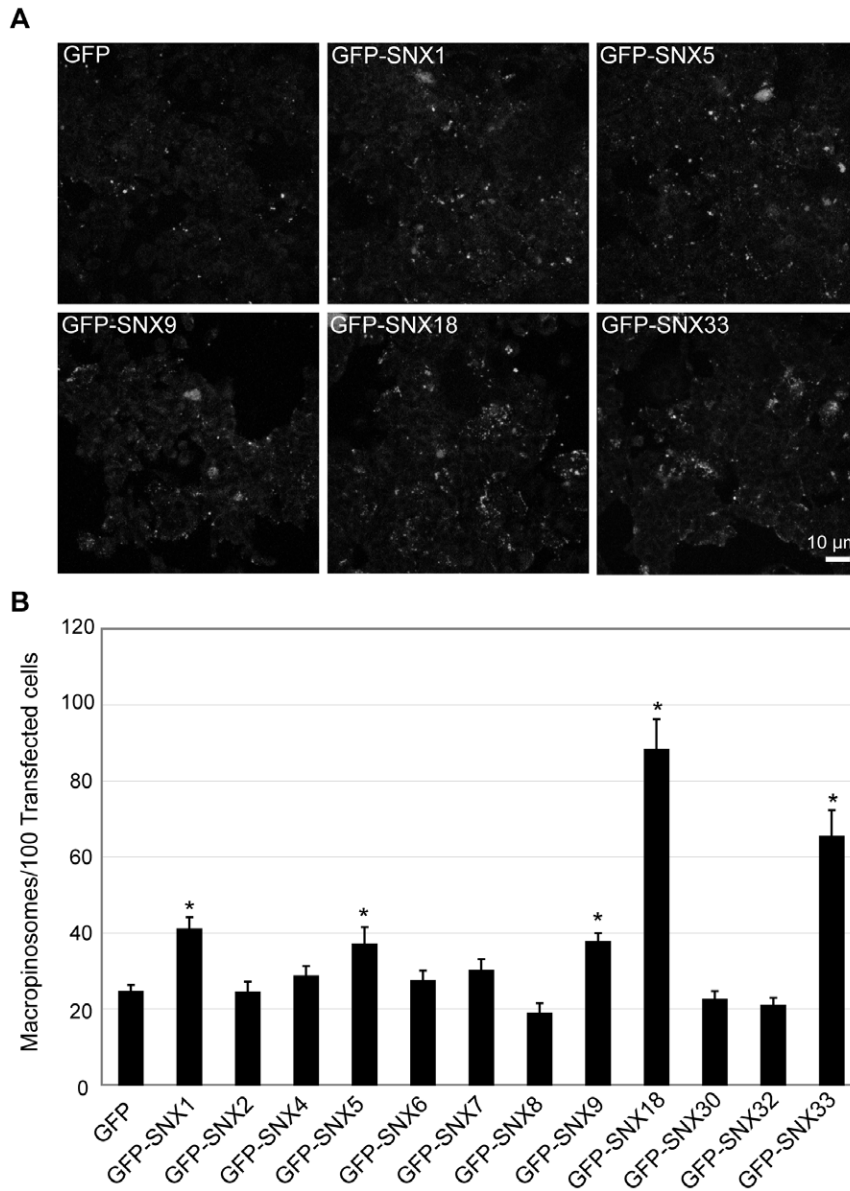 A
GFP
GFP-SNX1
GFP-SNX5
GFP-SNX9
GFP-SNX18
GFP-SNX33
10 µm
B
Macropinosomes/100 Transfected cells
120
100
80
60
40
20
0
*
*
*
*
*
GFP
GFP-SNX1
GFP-SNX2
GFP-SNX4
GFP-SNX5
GFP-SNX6
GFP-SNX7
GFP-SNX8
GFP-SNX9
GFP-SNX18
GFP-SNX30
GFP-SNX32
GFP-SNX33